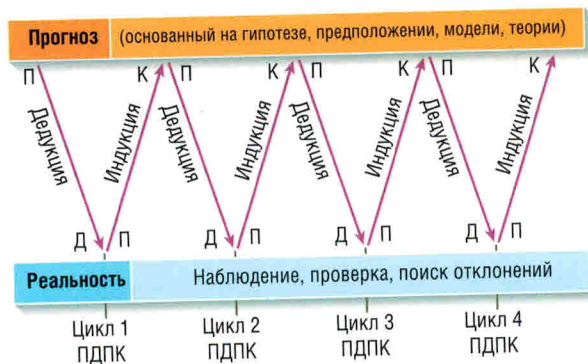 Прогноз (основанный на гипотезе, предположении, модели, теории)
П К П К П К П К
Дедукция Индукция Дедукция Индукция Дедукция Индукция Дедукция Индукция
Д П Д П Д П Д П
Реальность Наблюдение, проверка, поиск отклонений
Цикл 1 Цикл 2 Цикл 3 Цикл 4
ПДПК ПДПК ПДПК ПДПК